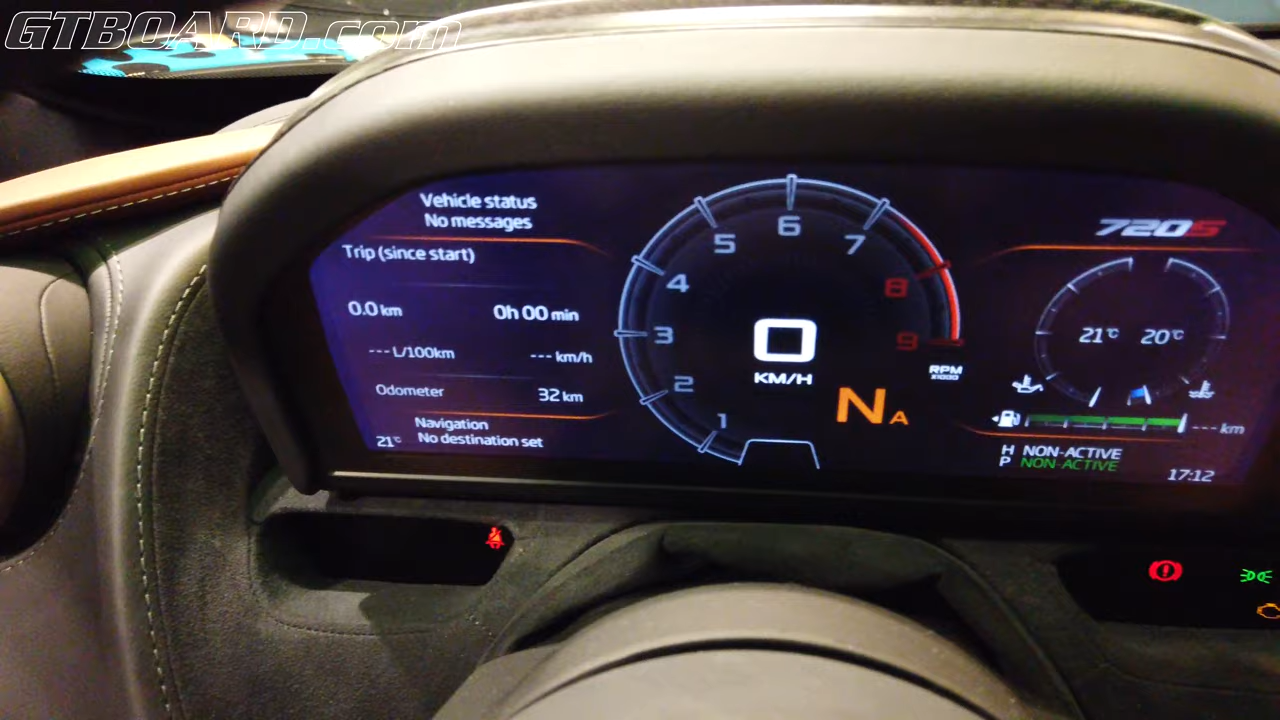 GTBOARD.com
Vehicle status
No messages
Trip (since start)
0.0 km 0h 00 min
---L/100km --- km/h
Odometer 32 km
Navigation
21°C No destination set
1 2 3 4 5 6 7 8 9
RPM
X1000
0
KM/H
N A
720S
21°C 20°C
--- km
H NON-ACTIVE
P NON-ACTIVE
17:12